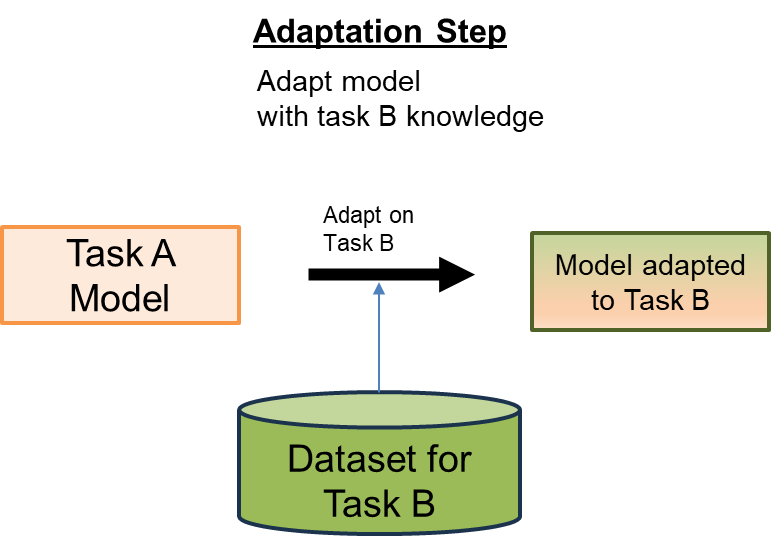 Adaptation Step
Adapt model
with task B knowledge
Adapt on
Task B
Task A
Model
Model adapted
to Task B
Dataset for
Task B